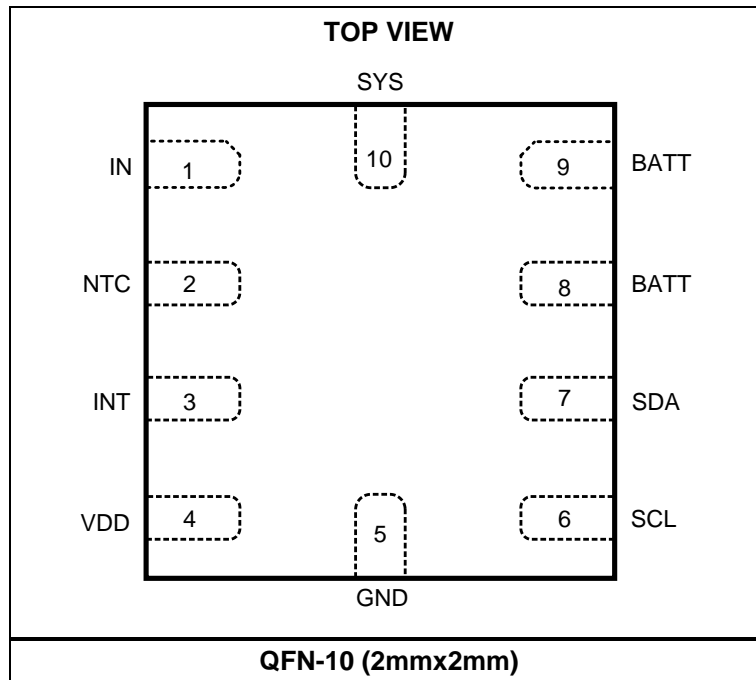 TOP VIEW
SYS
IN 1 10 9 BATT
NTC 2 8 BATT
INT 3 7 SDA
VDD 4 5 6 SCL
GND
QFN-10 (2mmx2mm)